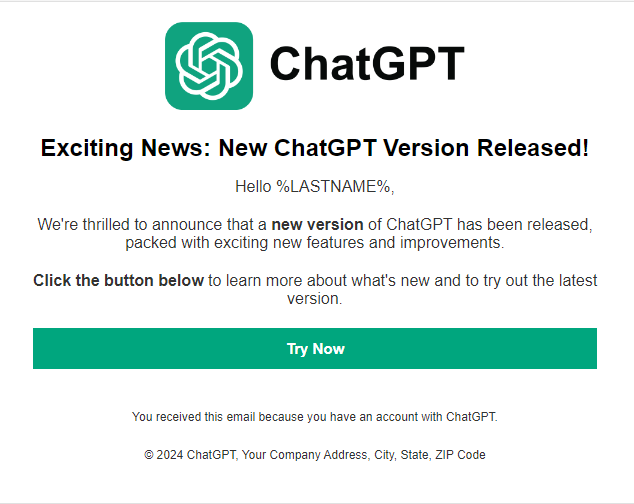 ChatGPT
Exciting News: New ChatGPT Version Released!
Hello %LASTNAME%,
We're thrilled to announce that a new version of ChatGPT has been released,
packed with exciting new features and improvements.
Click the button below to learn more about what's new and to try out the latest
version.
Try Now
You received this email because you have an account with ChatGPT.
© 2024 ChatGPT, Your Company Address, City, State, ZIP Code